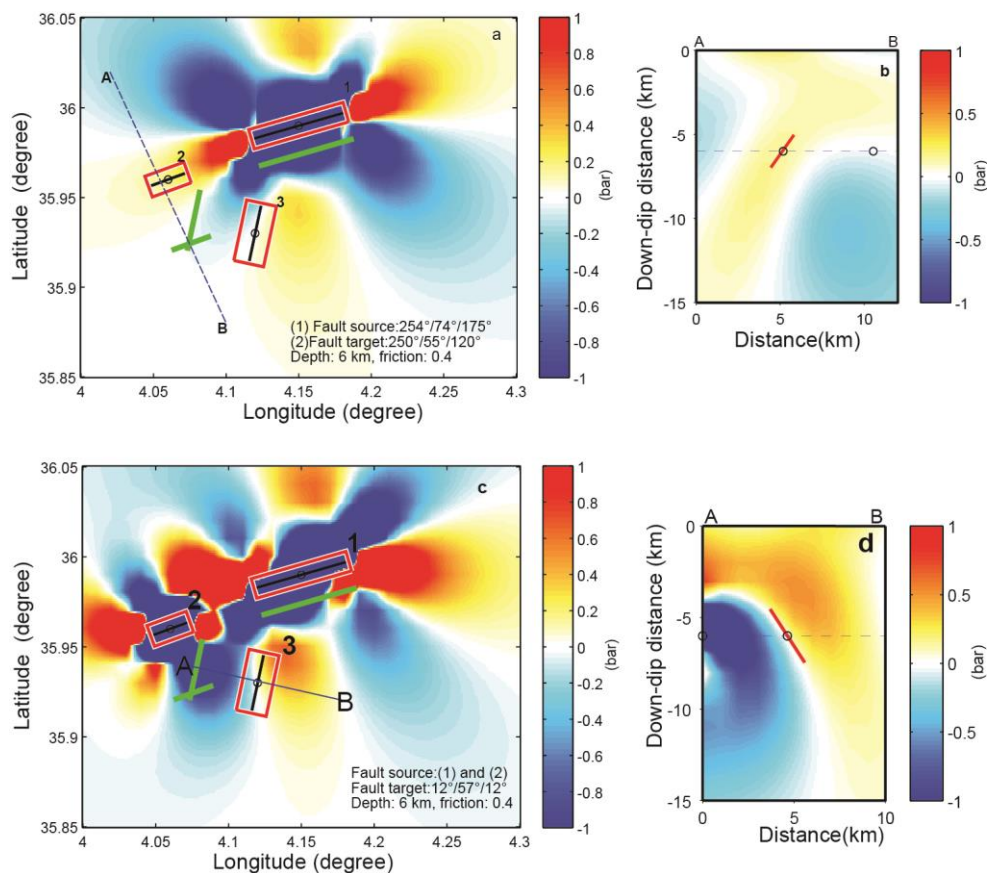 36.05
36
35.95
35.9
35.85
Latitude (degree)
4
4.05
4.1
4.15
4.2
4.25
4.3
Longitude (degree)
a
A
B
1
2
3
(1) Fault source:254°/74°/175°
(2)Fault target:250°/55°/120°
Depth: 6 km, friction: 0.4
1
0.8
0.6
0.4
0.2
0
-0.2
-0.4
-0.6
-0.8
-1
(bar)
A
B
b
0
-5
-10
-15
Down-dip distance (km)
0
5
10
Distance(km)
1
0.5
0
-0.5
-1
(bar)
36.05
36
35.95
35.9
35.85
Latitude (degree)
4
4.05
4.1
4.15
4.2
4.25
4.3
Longitude (degree)
c
1
2
3
A
B
Fault source:(1) and (2)
Fault target:12°/57°/12°
Depth: 6 km, friction: 0.4
1
0.8
0.6
0.4
0.2
0
-0.2
-0.4
-0.6
-0.8
-1
(bar)
A
B
d
0
-5
-10
-15
Down-dip distance (km)
0
5
10
Distance(km)
1
0.5
0
-0.5
-1
(bar)